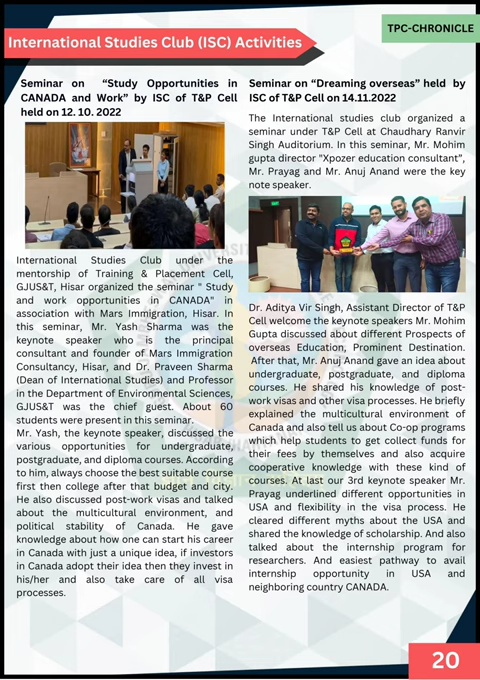 TPC-CHRONICLE
International Studies Club (ISC) Activities
Seminar on “Study Opportunities in
CANADA and Work” by ISC of T&P Cell
held on 12. 10. 2022
International Studies Club under the
mentorship of Training & Placement Cell,
GJUS&T, Hisar organized the seminar " Study
and work opportunities in CANADA" in
association with Mars Immigration, Hisar. In
this seminar, Mr. Yash Sharma was the
keynote speaker who is the principal
consultant and founder of Mars Immigration
Consultancy, Hisar, and Dr. Praveen Sharma
(Dean of International Studies) and Professor
in the Department of Environmental Sciences,
GJUS&T was the chief guest. About 60
students were present in this seminar.
Mr. Yash, the keynote speaker, discussed the
various opportunities for undergraduate,
postgraduate, and diploma courses. According
to him, always choose the best suitable course
first then college after that budget and city.
He also discussed post-work visas and talked
about the multicultural environment, and
political stability of Canada. He gave
knowledge about how one can start his career
in Canada with just a unique idea, if investors
in Canada adopt their idea then they invest in
his/her and also take care of all visa
processes.
Seminar on “Dreaming overseas” held by
ISC of T&P Cell on 14.11.2022
The International studies club organized a
seminar under T&P Cell at Chaudhary Ranvir
Singh Auditorium. In this seminar, Mr. Mohim
gupta director "Xpozer education consultant",
Mr. Prayag and Mr. Anuj Anand were the key
note speaker.
Dr. Aditya Vir Singh, Assistant Director of T&P
Cell welcome the keynote speakers Mr. Mohim
Gupta discussed about different Prospects of
overseas Education, Prominent Destination.
After that, Mr. Anuj Anand gave an idea about
undergraduate, postgraduate, and diploma
courses. He shared his knowledge of post-
work visas and other visa processes. He briefly
explained the multicultural environment of
Canada and also tell us about Co-op programs
which help students to get collect funds for
their fees by themselves and also acquire
cooperative knowledge with these kind of
courses. At last our 3rd keynote speaker Mr.
Prayag underlined different opportunities in
USA and flexibility in the visa process. He
cleared different myths about the USA and
shared the knowledge of scholarship. And also
talked about the internship program for
researchers. And easiest pathway to avail
internship opportunity in USA and
neighboring country CANADA.
20